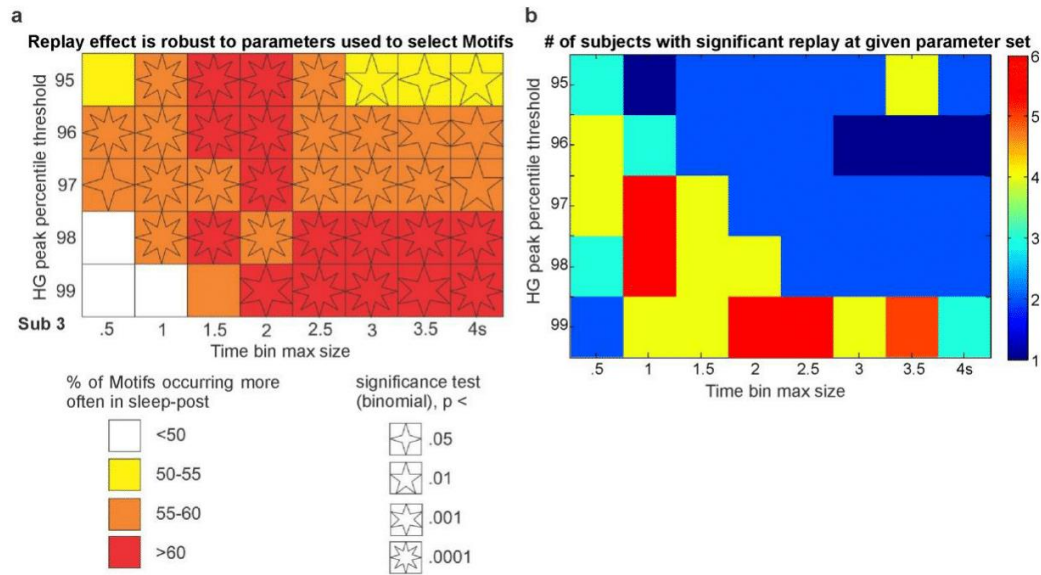 a
Replay effect is robust to parameters used to select Motifs
HG peak percentile threshold
95
96
97
98
99
Sub 3
.5 1 1.5 2 2.5 3 3.5 4s
Time bin max size
% of Motifs occurring more
often in sleep-post
<50
50-55
55-60
>60
significance test
(binomial), p <
.05
.01
.001
.0001
b
# of subjects with significant replay at given parameter set
HG peak percentile threshold
95
96
97
98
99
.5 1 1.5 2 2.5 3 3.5 4s
Time bin max size
6
5
4
3
2
1